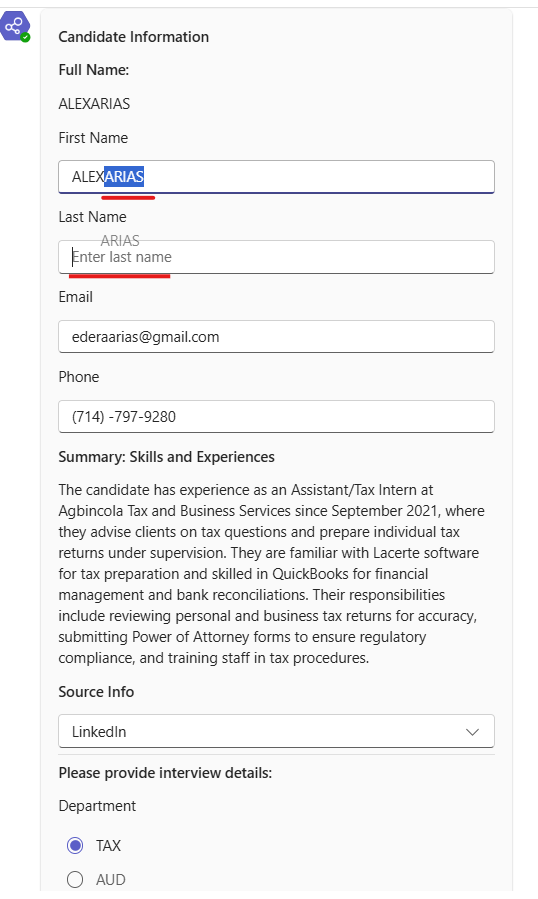 Candidate Information
Full Name:
ALEXARIAS
First Name
ALEXARIAS
Last Name
ARIAS
Enter last name
Email
ederaarias@gmail.com
Phone
(714) -797-9280
Summary: Skills and Experiences
The candidate has experience as an Assistant/Tax Intern at
Agbincola Tax and Business Services since September 2021, where
they advise clients on tax questions and prepare individual tax
returns under supervision. They are familiar with Lacerte software
for tax preparation and skilled in QuickBooks for financial
management and bank reconciliations. Their responsibilities
include reviewing personal and business tax returns for accuracy,
submitting Power of Attorney forms to ensure regulatory
compliance, and training staff in tax procedures.
Source Info
LinkedIn
Please provide interview details:
Department
TAX
AUD